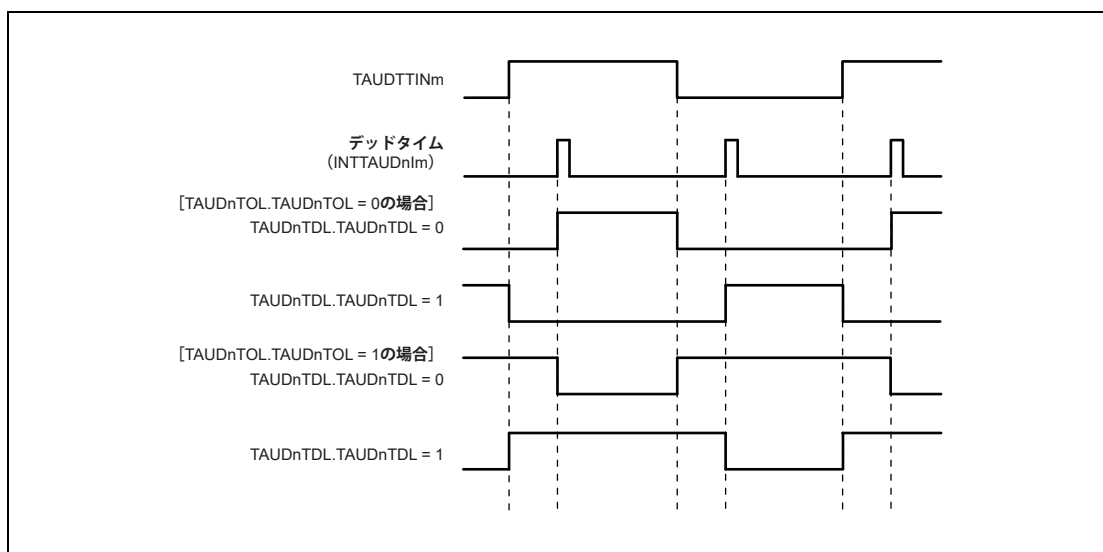 TAUDTTINm
デッドタイム
（INTTAUDnIm）
［TAUDnTOL.TAUDnTOL = 0の場合］
TAUDnTDL.TAUDnTDL = 0
TAUDnTDL.TAUDnTDL = 1
［TAUDnTOL.TAUDnTOL = 1の場合］
TAUDnTDL.TAUDnTDL = 0
TAUDnTDL.TAUDnTDL = 1